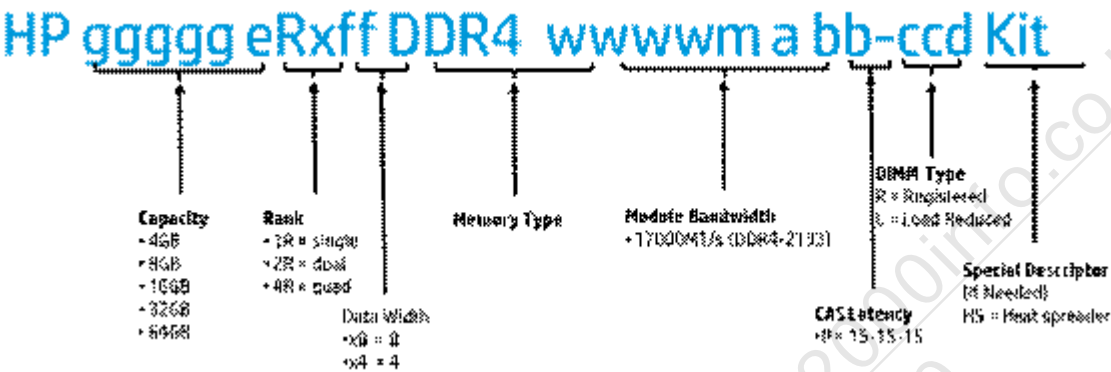 HP ggggg eRxff DDR4 wwwwm a bb-ccd Kit
Capacity
• 4GB
• 8GB
• 16GB
• 32GB
• 64GB
Rank
• 1R = single
• 2R = dual
• 4R = quad
Data Width
•x8 = 8
•x4 = 4
Memory Type
Module Bandwidth
• 17000MT/s (DDR4-2133)
CAS Latency
15-15-15
DIMM Type
R = Registered
L = Load Reduced
Special Descriptor
(If Needed)
HS = Heat spreader